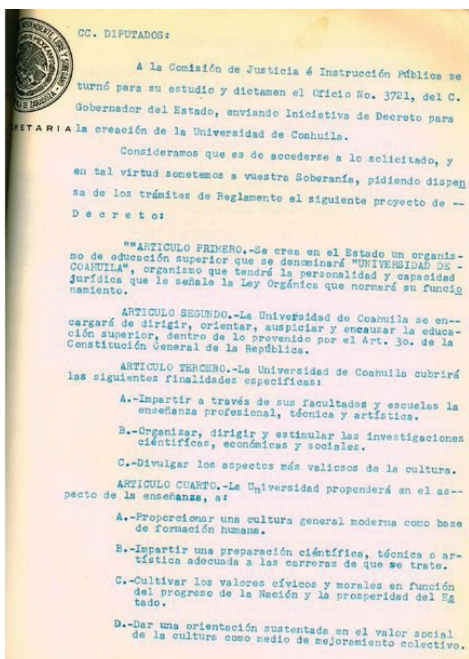 CC. DIPUTADOS:
A la Comisión de Justicia é Instrucción Pública se
turnó para su estudio y dictamen el Oficio No. 3721, del C.
Gobernador del Estado, enviando Iniciativa de Decreto para
RETARIA
la creación de la Universidad de Coahuila.
Consideramos que es de accederse a lo solicitado, y
en tal virtud sometemos a vuestra Soberanía, pidiendo dispen
sa de los trámites de Reglamento el siguiente proyecto de --
D e c r e t o:
""ARTICULO PRIMERO.-Se crea en el Estado un organis-
mo de educación superior que se denominará "UNIVERSIDAD DE -
COAHUILA", organismo que tendrá la personalidad y capacidad
jurídica que le señale la Ley Orgánica que normará su funcio
namiento.
ARTICULO SEGUNDO.-La Universidad de Coahuila se en--
cargará de dirigir, orientar, auspiciar y encauzar la educa-
ción superior, dentro de lo prevenido por el Art. 3o. de la
Constitución General de la República.
ARTICULO TERCERO.-La Universidad de Coahuila cubrirá
las siguientes finalidades específicas:
A.-Impartir a través de sus facultades y escuelas la
enseñanza profesional, técnica y artística.
B.-Organizar, dirigir y estimular las investigaciones
científicas, económicas y sociales.
C.-Divulgar los aspectos más valiosos de la cultura.
ARTICULO CUARTO.-La Universidad propenderá en el as--
pecto de la enseñanza, a:
A.-Proporcionar una cultura general moderna como base
de formación humana.
B.-Impartir una preparación ciéntífica, técnica o ar-
tística adecuada a las carreras de que se trate.
C.-Cultivar los valores cívicos y morales en función
del progreso de la Nación y la prosperidad del Es
tado.
D.-Dar una orientación sustentada en el valor social
de la cultura como medio de mejoramiento colectivo.